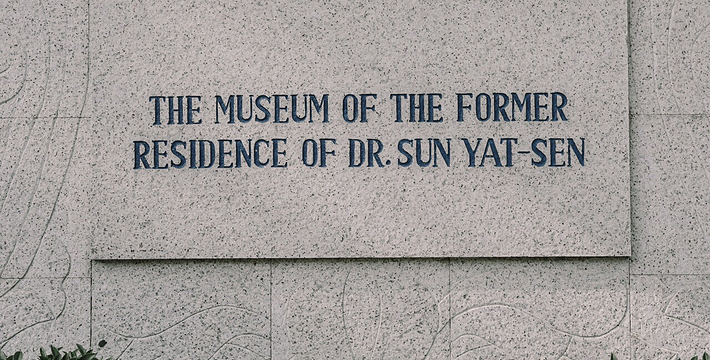 THE MUSEUM OF THE FORMER
RESIDENCE OF DR. SUN YAT-SEN